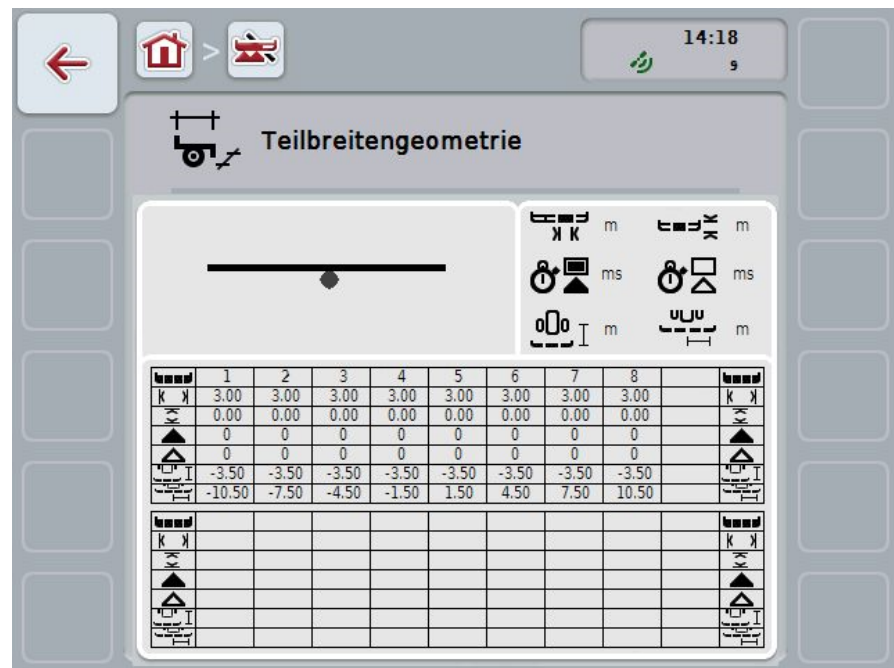 14:18
9
>
Teilbreitengeometrie
m m
ms ms
m m
1 2 3 4 5 6 7 8
3.00 3.00 3.00 3.00 3.00 3.00 3.00 3.00
0.00 0.00 0.00 0.00 0.00 0.00 0.00 0.00
0 0 0 0 0 0 0 0
0 0 0 0 0 0 0 0
-3.50 -3.50 -3.50 -3.50 -3.50 -3.50 -3.50 -3.50
-10.50 -7.50 -4.50 -1.50 1.50 4.50 7.50 10.50